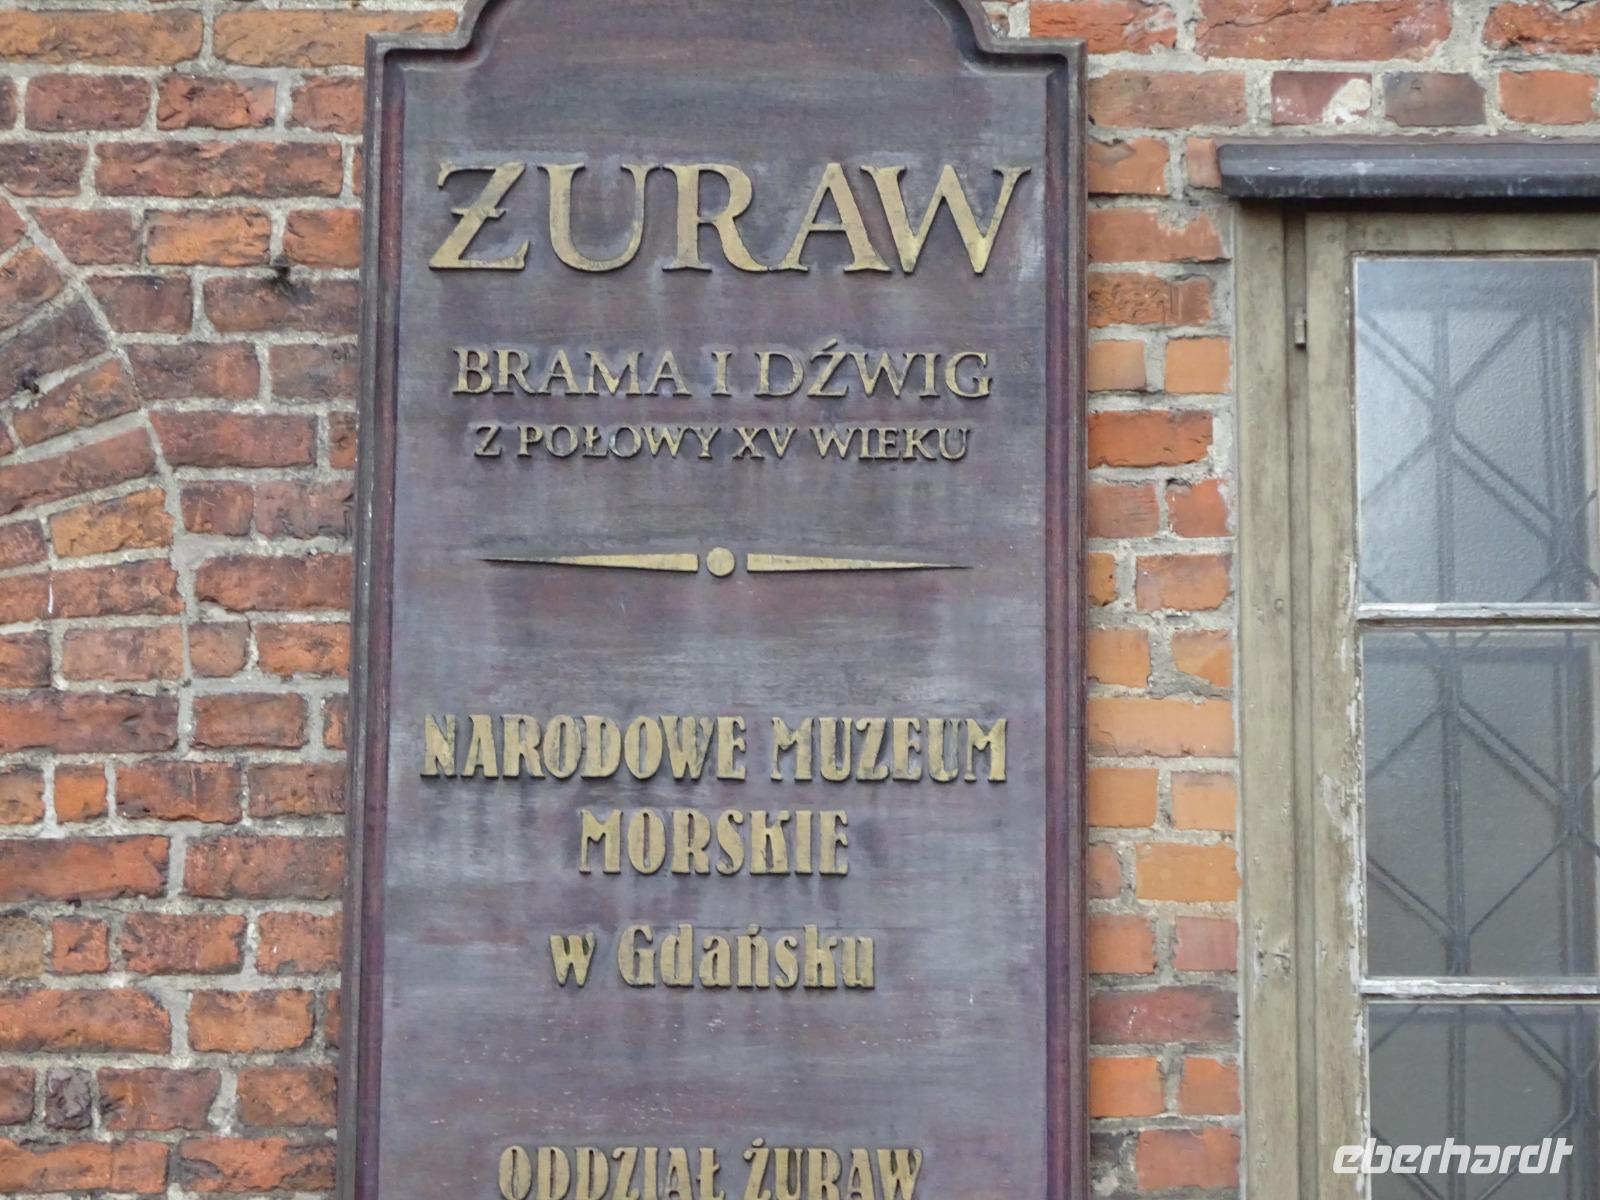 ŻURAW
BRAMA I DŹWIG
Z POŁOWY XV WIEKU
NARODOWE MUZEUM
MORSKIE
w Gdańsku
ODDZIAŁ ŻURAW
eberhardt